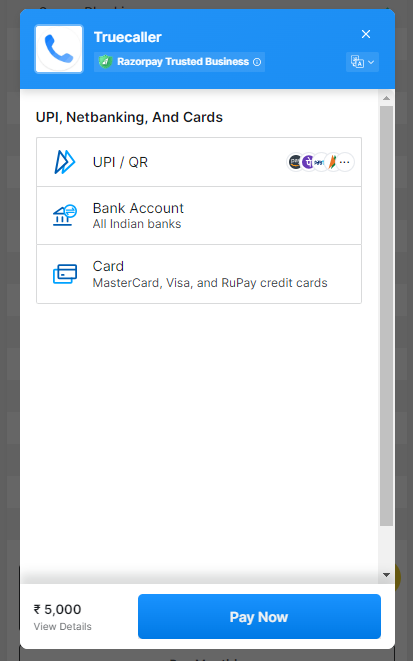 Truecaller
Razorpay Trusted Business
UPI, Netbanking, And Cards
UPI / QR
Bank Account
All Indian banks
Card
MasterCard, Visa, and RuPay credit cards
₹ 5,000
View Details
Pay Now